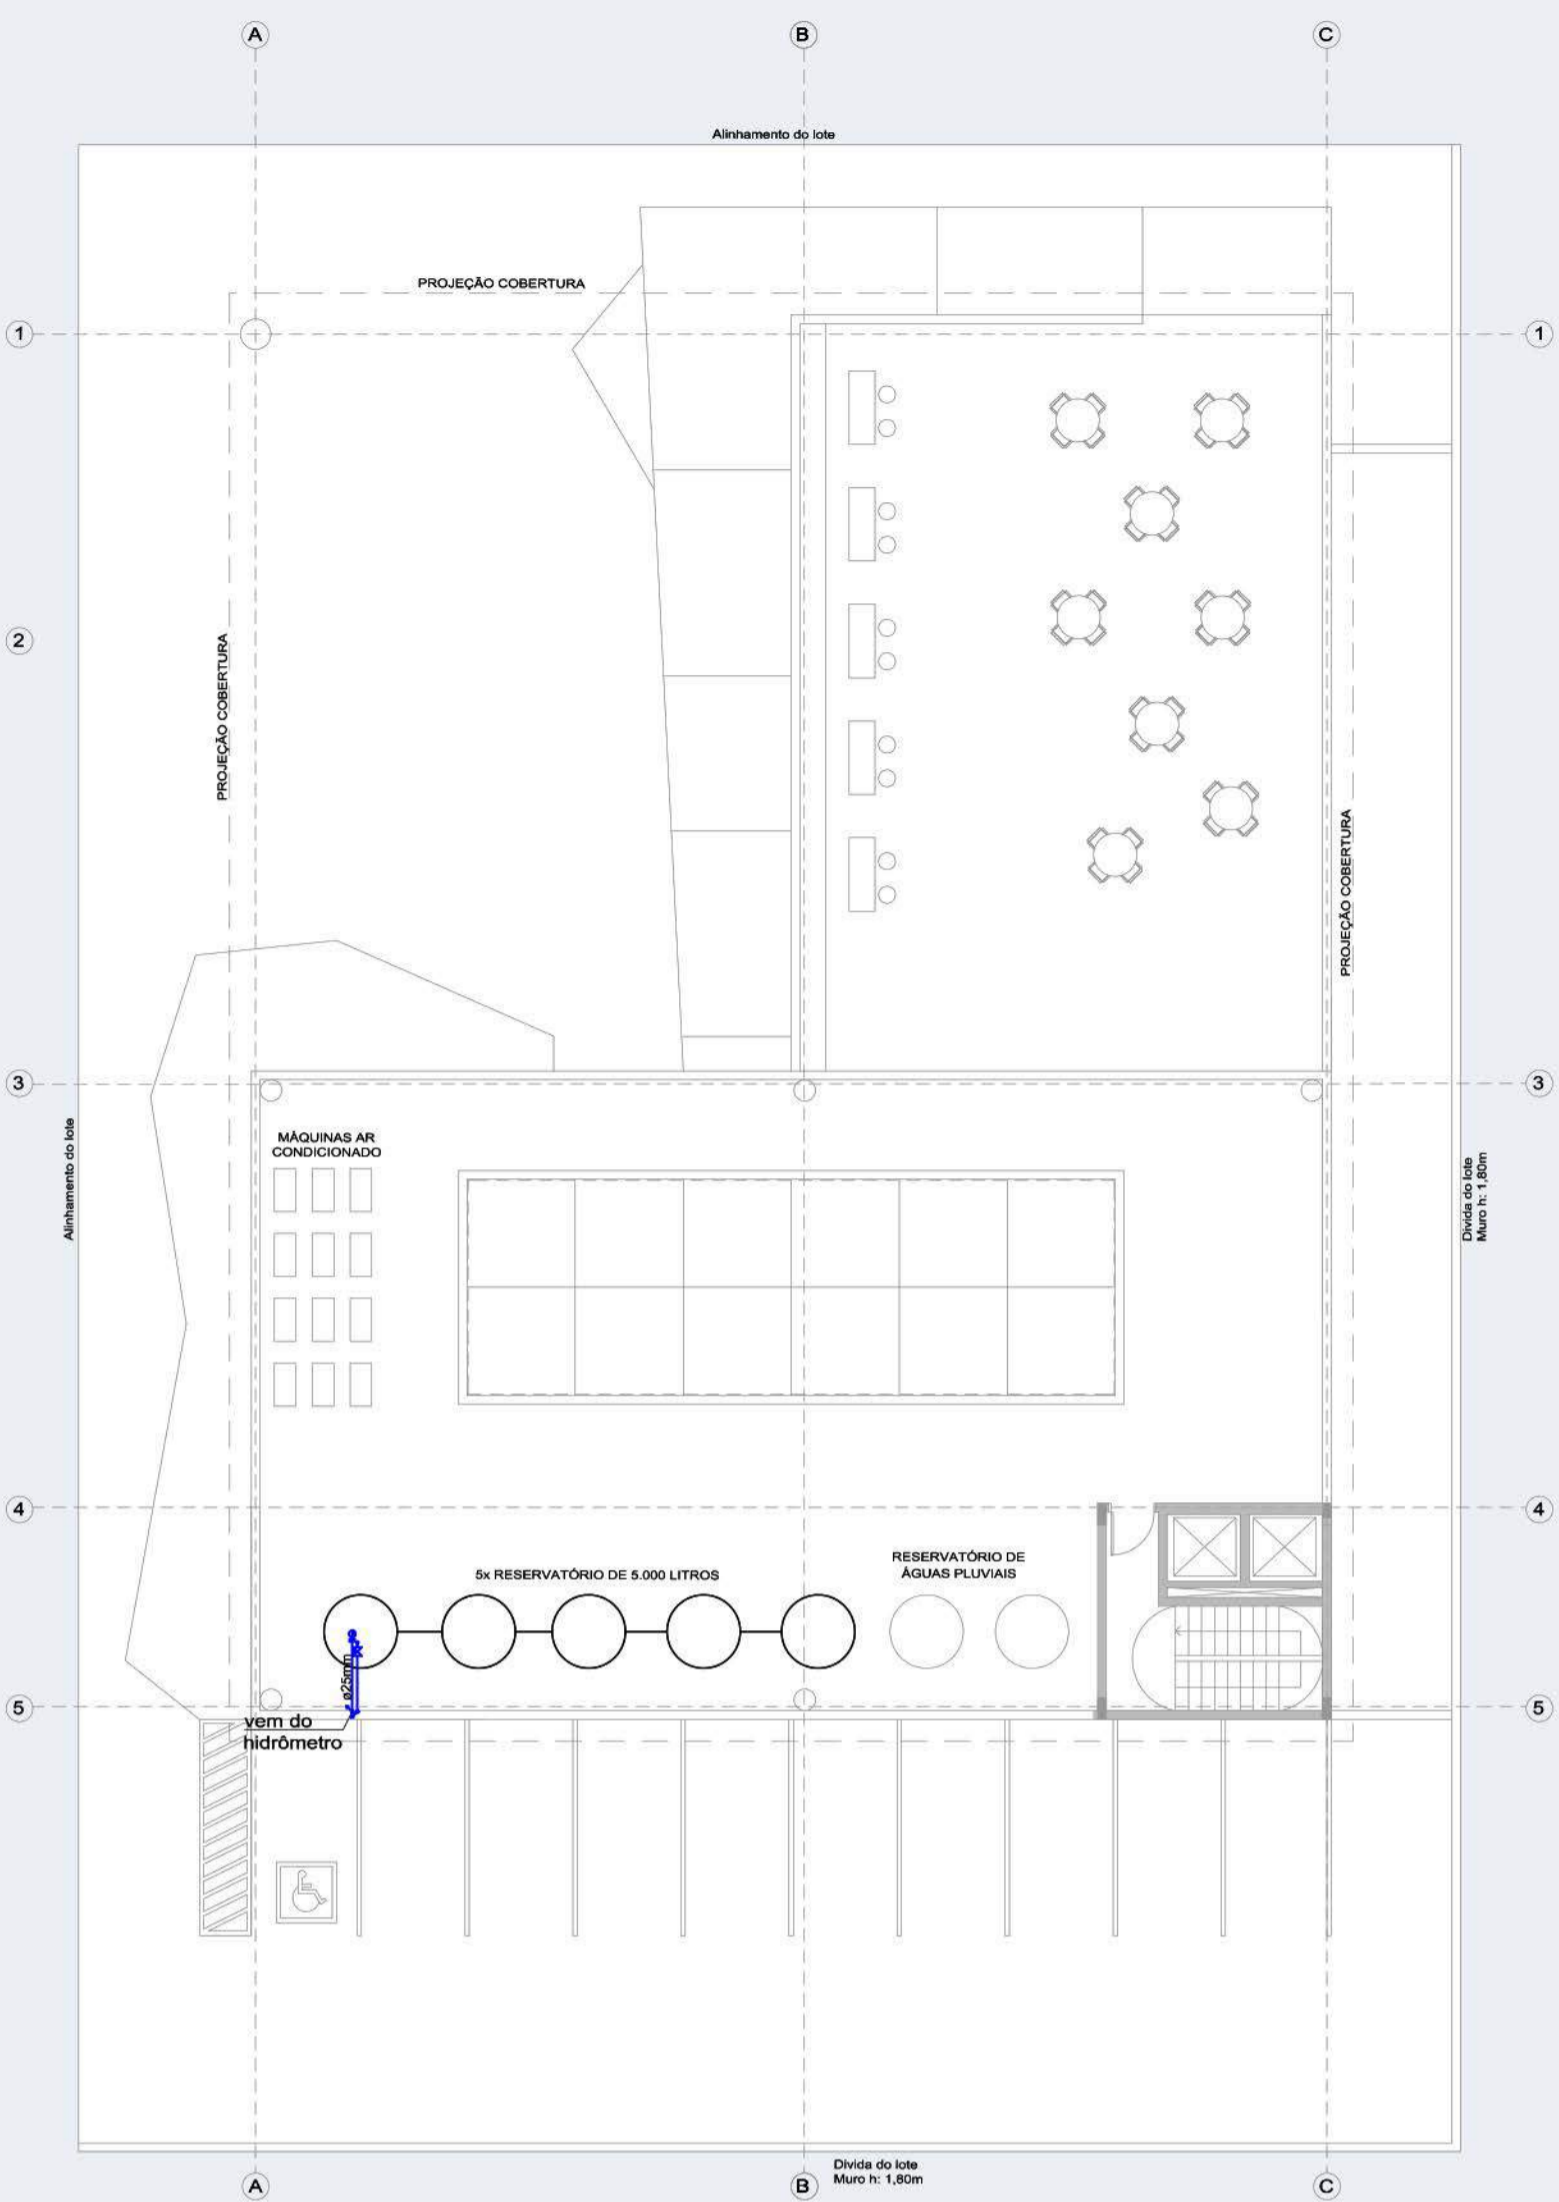 A
B
C
Alinhamento do lote
PROJEÇÃO COBERTURA
1
1
2
PROJEÇÃO COBERTURA
PROJEÇÃO COBERTURA
3
3
Alinhamento do lote
MÁQUINAS AR
CONDICIONADO
Divida do lote
Muro h: 1,80m
4
4
5x RESERVATÓRIO DE 5.000 LITROS
RESERVATÓRIO DE
ÁGUAS PLUVIAIS
ø25mm
5
5
vem do
hidrômetro
Divida do lote
Muro h: 1,80m
A
B
C